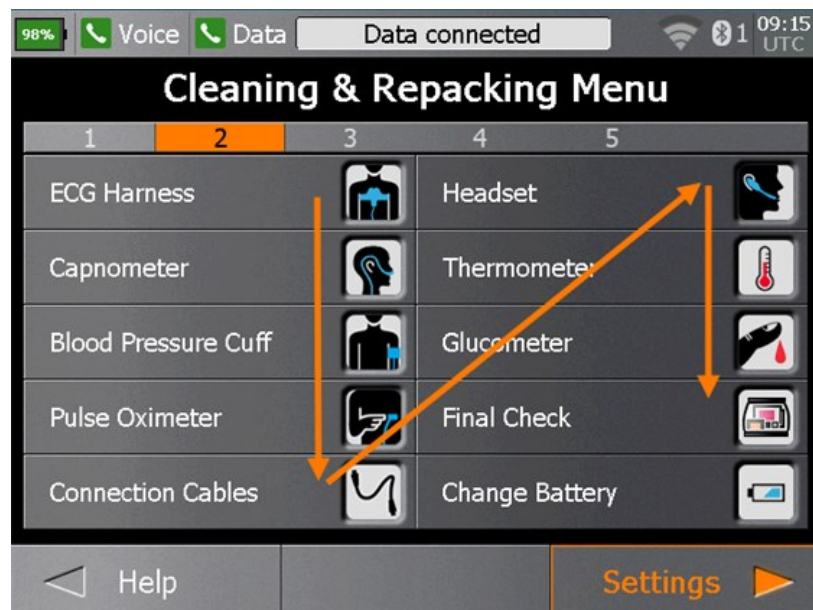 98% Voice Data Data connected 1 09:15
UTC
Cleaning & Repacking Menu
1 2 3 4 5
ECG Harness Headset
Capnometer Thermometer
Blood Pressure Cuff Glucometer
Pulse Oximeter Final Check
Connection Cables Change Battery
Help Settings